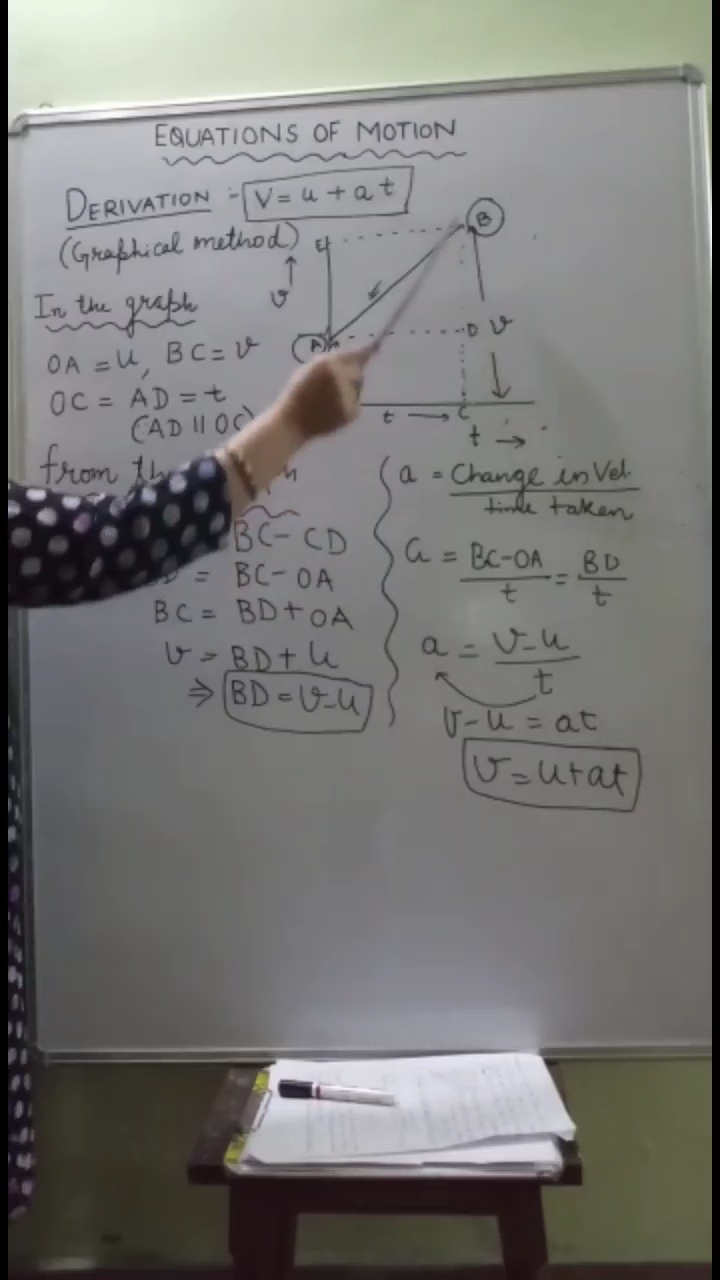 EQUATIONS OF MOTION
DERIVATION :- V = u + at
(Graphical method)
In the graph
OA = u, BC = v
OC = AD = t
(AD || OC)
from
BC - CD
= BC - OA
BC = BD + OA
v = BD + u
⇒ BD = v - u
E
B
v
A
D
v
t →
C
t →
a = Change in Vel / time taken
a = BC - OA / t = BD / t
a = v - u / t
v - u = at
v = u + at